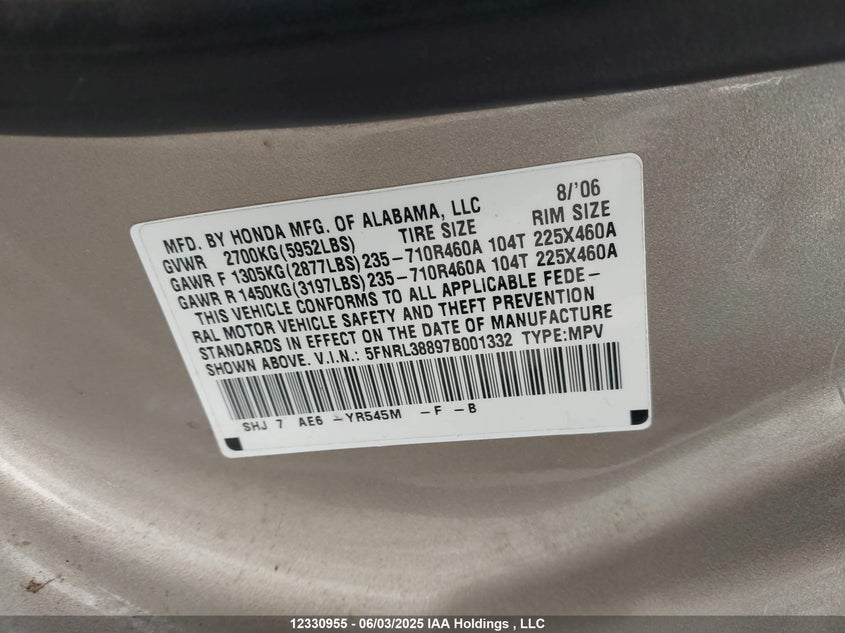 8/'06
MFD. BY HONDA MFG. OF ALABAMA, LLC
GVWR 2700KG(5952LBS) TIRE SIZE RIM SIZE
GAWR F 1305KG(2877LBS) 235-710R460A 104T 225X460A
GAWR R 1450KG(3197LBS) 235-710R460A 104T 225X460A
THIS VEHICLE CONFORMS TO ALL APPLICABLE FEDE-
RAL MOTOR VEHICLE SAFETY AND THEFT PREVENTION
STANDARDS IN EFFECT ON THE DATE OF MANUFACTURE
SHOWN ABOVE. V.I.N.: 5FNRL38897B001332 TYPE:MPV
SHJ 7 AE6 -YR545M -F -B
12330955 - 06/03/2025 IAA Holdings , LLC